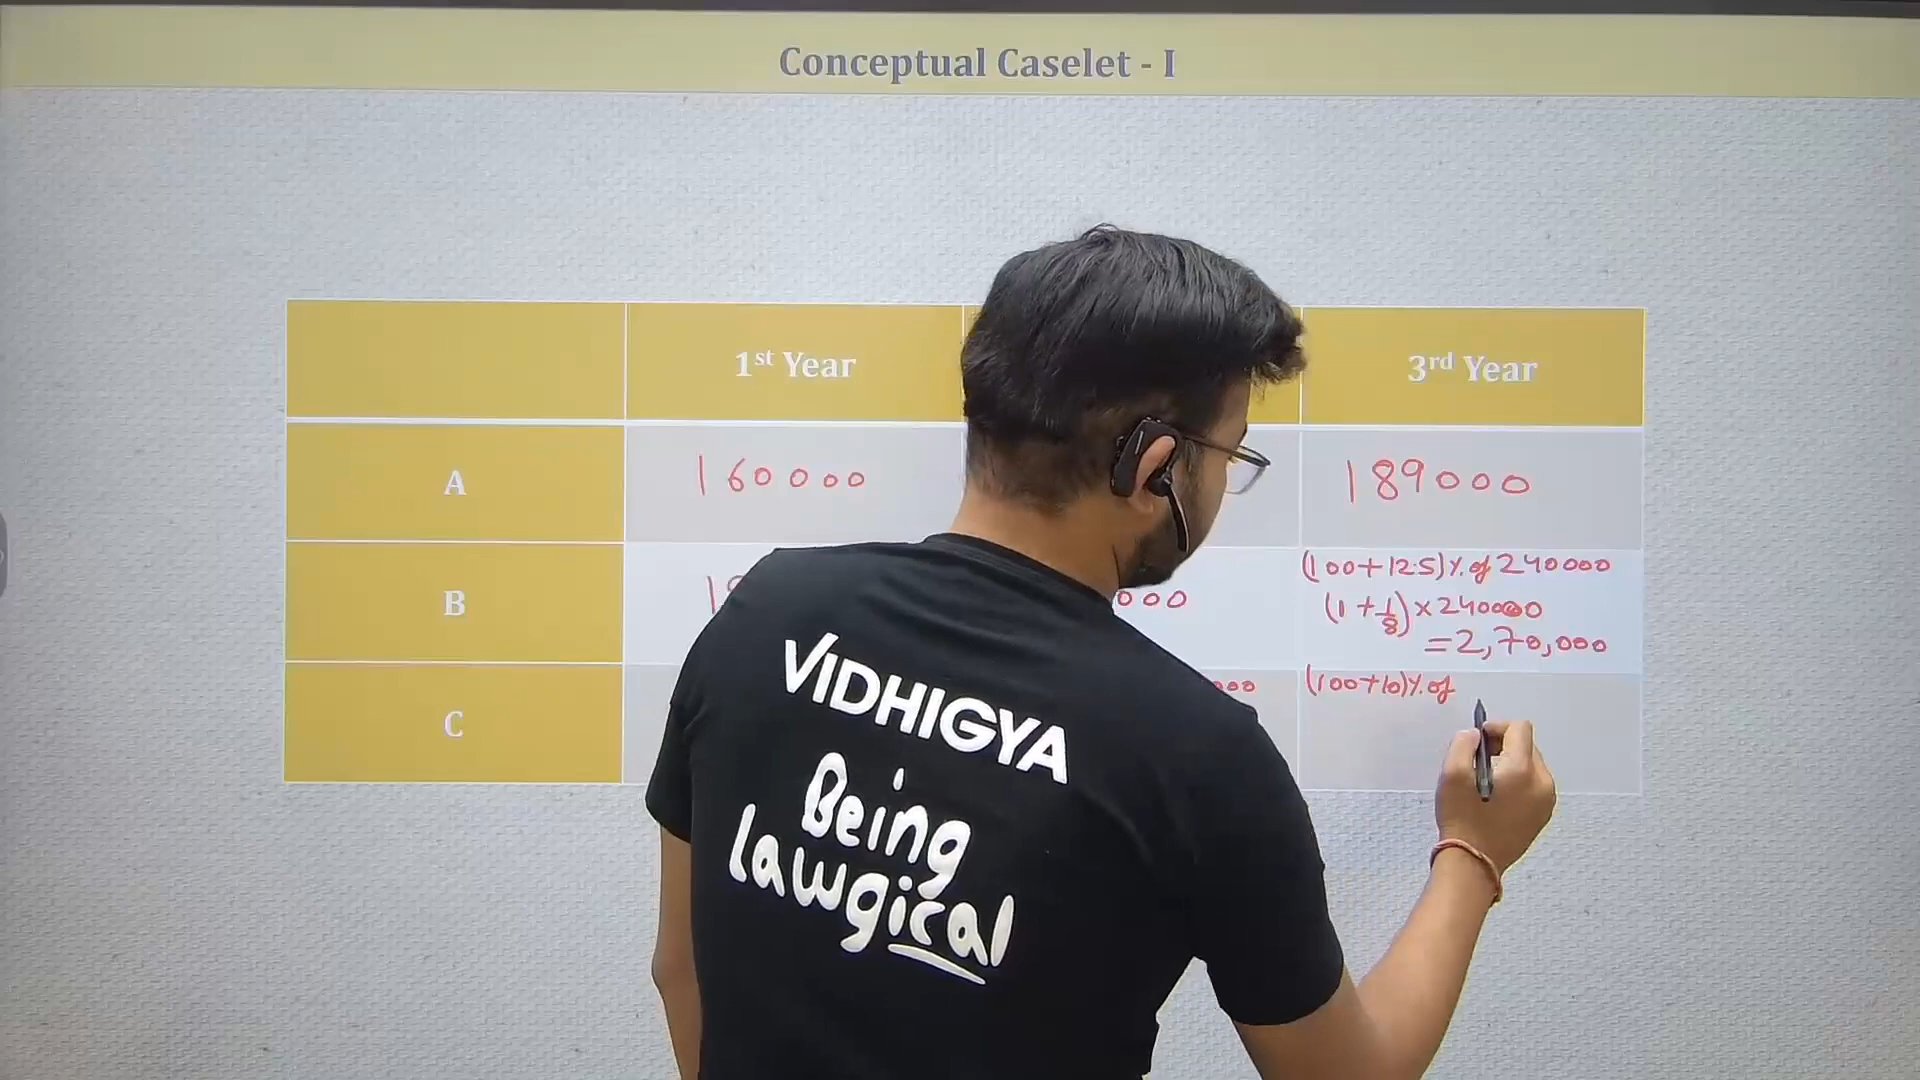 Conceptual Caselet - I
1st Year
3rd Year
A
160000
189000
B
(100+12.5)%.of 240000
(1+1/8)×240000
=2,70,000
C
(100+10)%.of
VIDHIGYA
Being
Lawgical